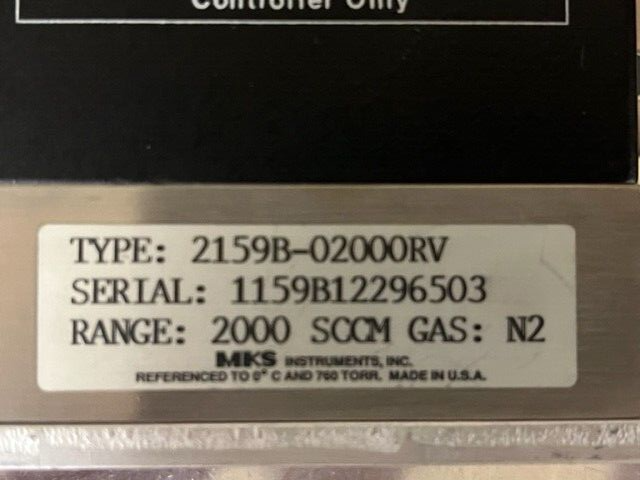 Controller Only
TYPE: 2159B-02000RV
SERIAL: 1159B12296503
RANGE: 2000 SCCM GAS: N2
MKS INSTRUMENTS, INC.
REFERENCED TO 0° C AND 760 TORR. MADE IN U.S.A.